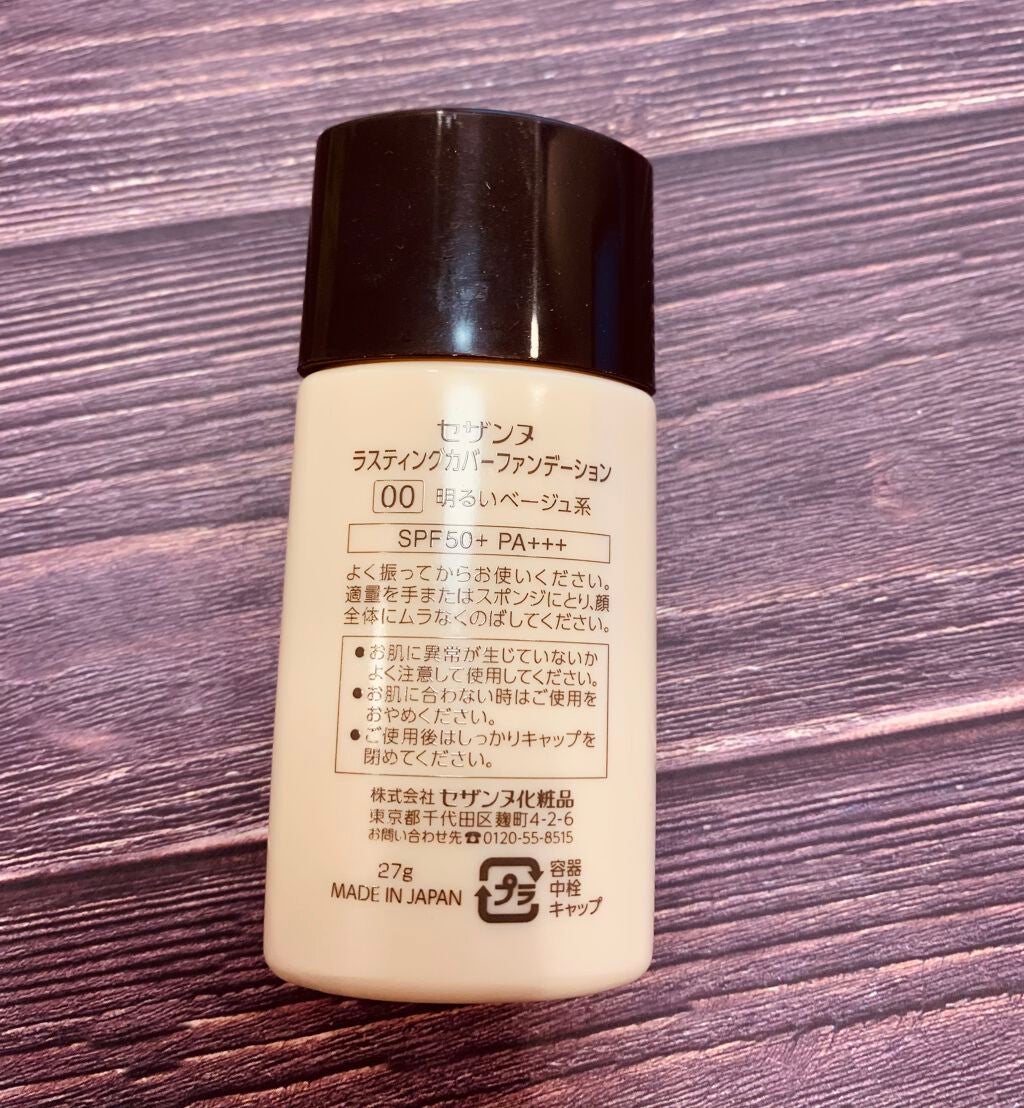 セザンヌ
ラスティングカバーファンデーション
00 明るいベージュ系
SPF50+ PA+++
よく振ってからお使いください。
適量を手またはスポンジにとり、顔
全体にムラなくのばしてください。
●お肌に異常が生じていないか
よく注意して使用してください。
●お肌に合わない時はご使用を
おやめください。
●ご使用後はしっかりキャップを
閉めてください。
株式会社 セザンヌ化粧品
東京都千代田区麹町4-2-6
お問い合わせ先☎0120-55-8515
27g
MADE IN JAPAN
プラ
容器
中栓
キャップ